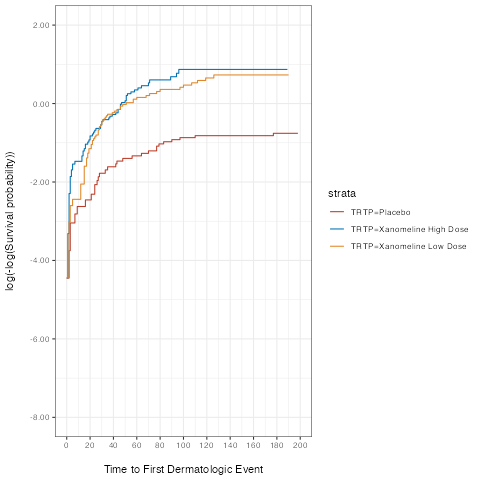 2.00
0.00
-2.00
-4.00
-6.00
-8.00
log(-log(Survival probability))
0 20 40 60 80 100 120 140 160 180 200
Time to First Dermatologic Event
strata
TRTP=Placebo
TRTP=Xanomeline High Dose
TRTP=Xanomeline Low Dose